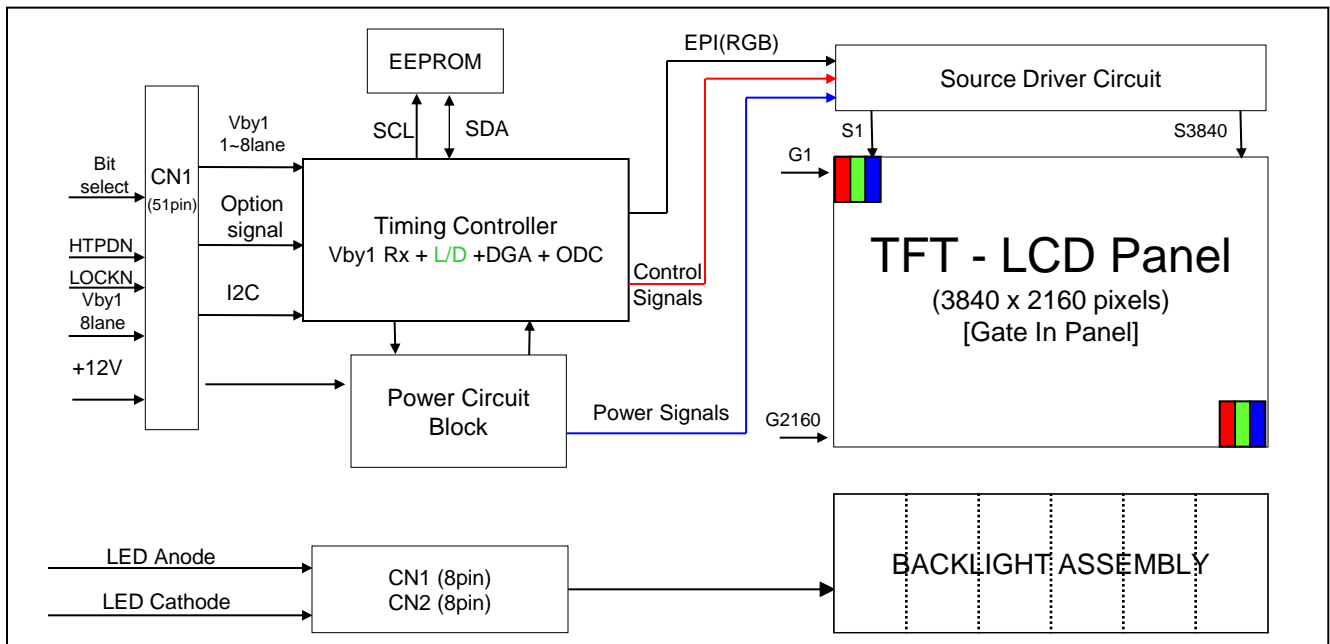 EEPROM
EPI(RGB)
Source Driver Circuit
SCL
SDA
S1
S3840
G1
Vby1
1~8lane
Bit
select
CN1
(51pin)
Option
signal
HTPDN
LOCKN
Vby1
8lane
I2C
+12V
Timing Controller
Vby1 Rx + L/D +DGA + ODC
Control
Signals
TFT - LCD Panel
(3840 x 2160 pixels)
[Gate In Panel]
Power Circuit
Block
Power Signals
G2160
LED Anode
LED Cathode
CN1 (8pin)
CN2 (8pin)
BACKLIGHT ASSEMBLY